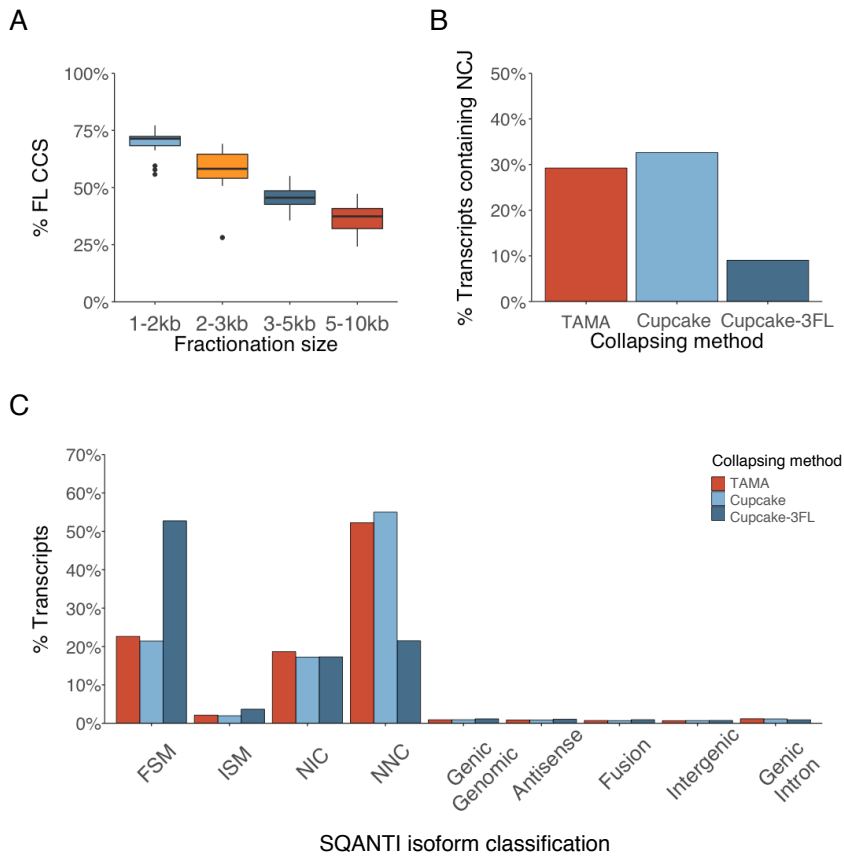 A
100%
75%
50%
25%
0%
% FL CCS
1-2kb 2-3kb 3-5kb 5-10kb
Fractionation size
B
50%
40%
30%
20%
10%
0%
% Transcripts containing NCJ
TAMA Cupcake Cupcake-3FL
Collapsing method
C
70%
60%
50%
40%
30%
20%
10%
0%
% Transcripts
Collapsing method
TAMA
Cupcake
Cupcake-3FL
FSM
ISM
NIC
NNC
Genic
Genomic
Antisense
Fusion
Intergenic
Genic
Intron
SQANTI isoform classification